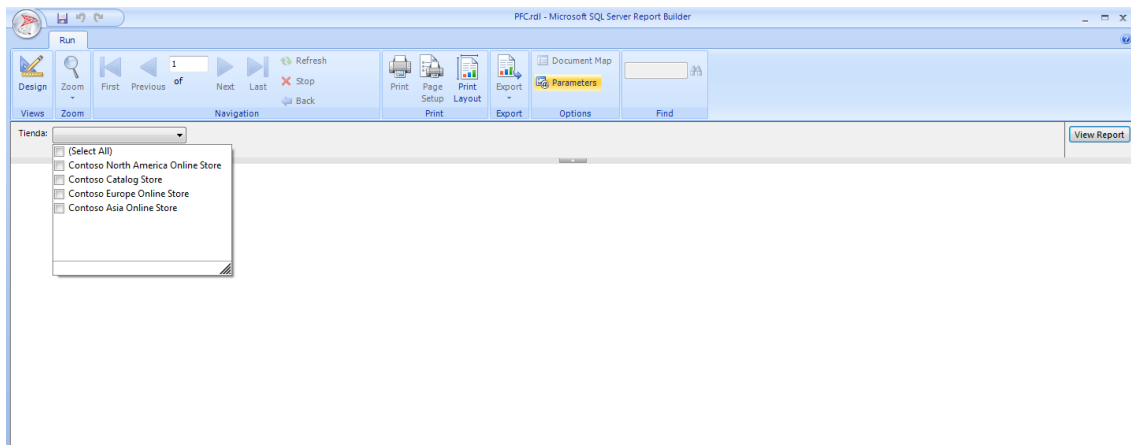 PFC.rdl - Microsoft SQL Server Report Builder
Run
Design
Zoom
First
Previous
1
of
Next
Last
Refresh
Stop
Back
Print
Page Setup
Print Layout
Export
Document Map
Parameters
Views
Zoom
Navigation
Print
Export
Options
Find
Tienda:
View Report
(Select All)
Contoso North America Online Store
Contoso Catalog Store
Contoso Europe Online Store
Contoso Asia Online Store